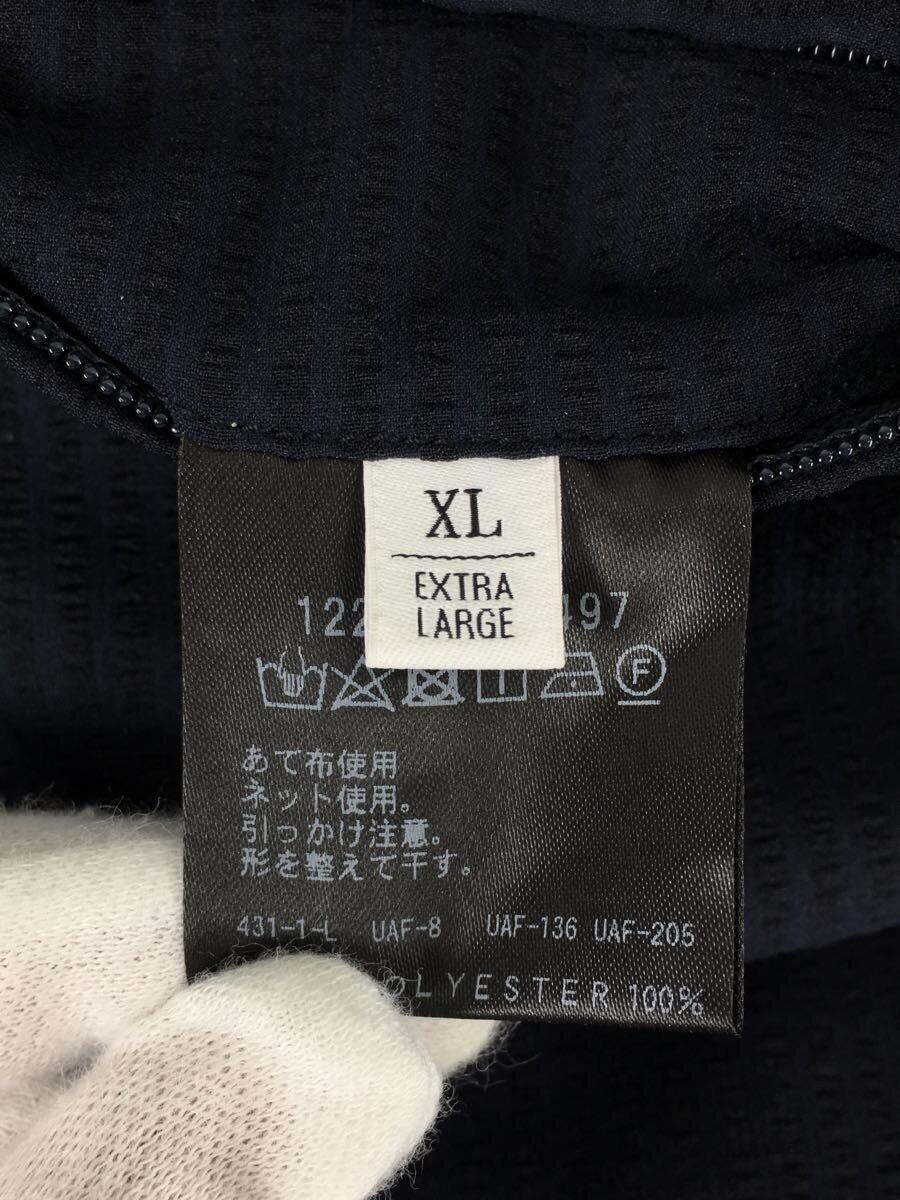 XL
EXTRA
LARGE
122 497
F
あて布使用
ネット使用。
引っかけ注意。
形を整えて干す。
431-1-L UAF-8 UAF-136 UAF-205
POLYESTER 100%